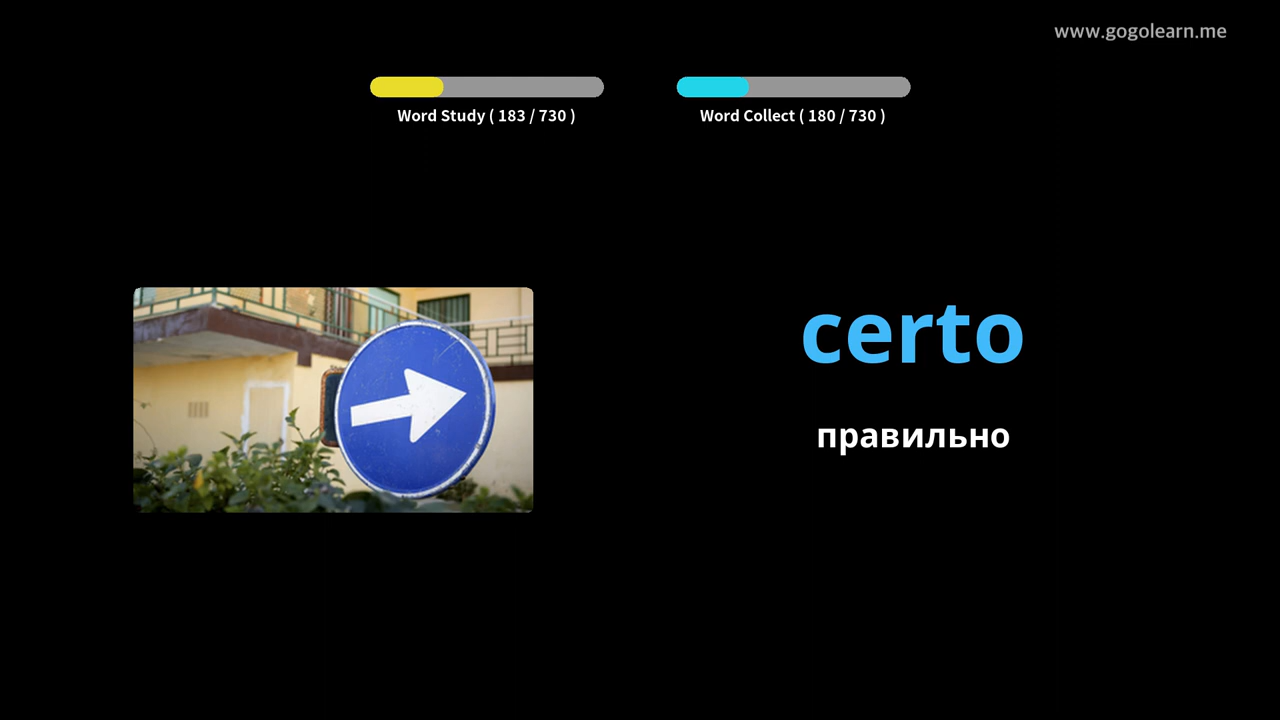 www.gogolearn.me
Word Study ( 183 / 730 )
Word Collect ( 180 / 730 )
certo
правильно